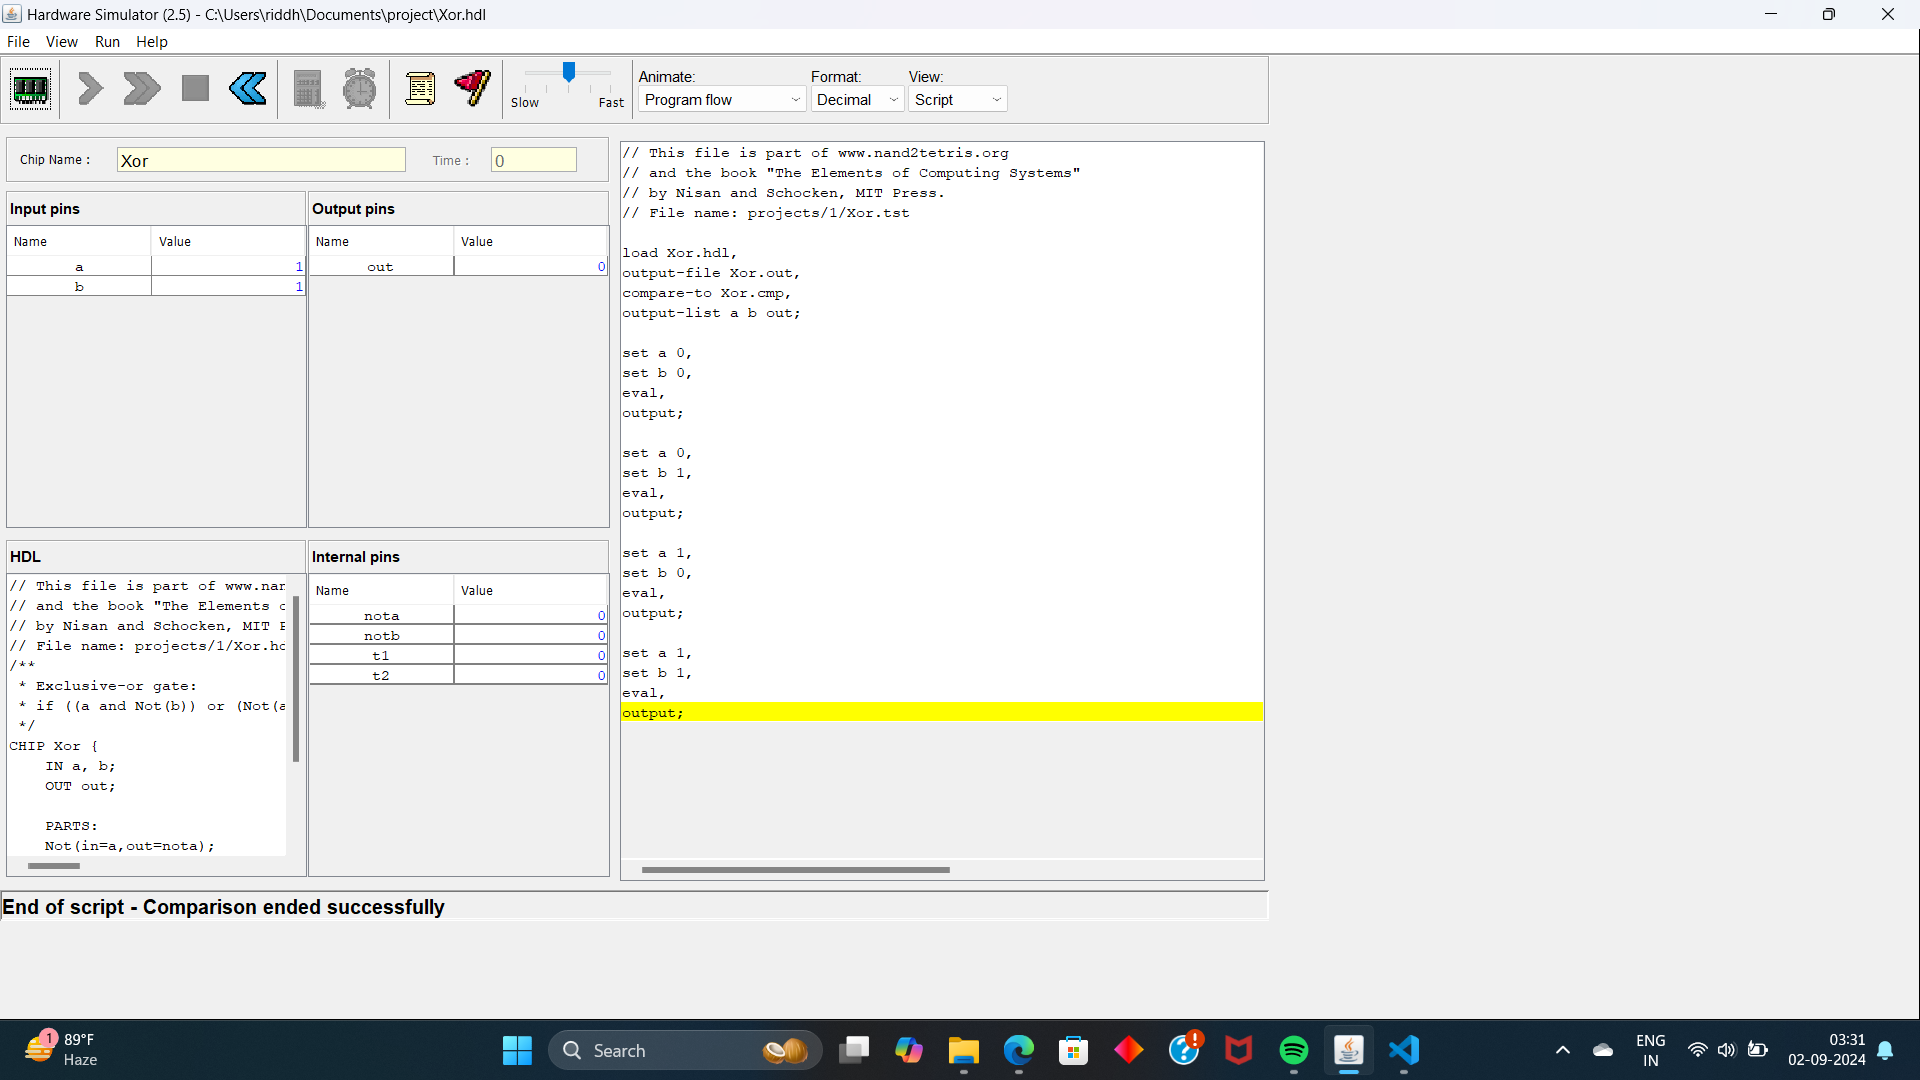 Hardware Simulator (2.5) - C:\Users\riddh\Documents\project\Xor.hdl
File View Run Help
Slow Fast
Animate: Format: View:
Program flow Decimal Script
Chip Name : Xor Time : 0
Input pins
Name Value
a 1
b 1
Output pins
Name Value
out 0
HDL
// This file is part of www.nan
// and the book "The Elements o
// by Nisan and Schocken, MIT P
// File name: projects/1/Xor.hd
/**
* Exclusive-or gate:
* if ((a and Not(b)) or (Not(a
*/
CHIP Xor {
IN a, b;
OUT out;
PARTS:
Not(in=a,out=nota);
Internal pins
Name Value
nota 0
notb 0
t1 0
t2 0
// This file is part of www.nand2tetris.org
// and the book "The Elements of Computing Systems"
// by Nisan and Schocken, MIT Press.
// File name: projects/1/Xor.tst
load Xor.hdl,
output-file Xor.out,
compare-to Xor.cmp,
output-list a b out;
set a 0,
set b 0,
eval,
output;
set a 0,
set b 1,
eval,
output;
set a 1,
set b 0,
eval,
output;
set a 1,
set b 1,
eval,
output;
End of script - Comparison ended successfully
1
89°F
Haze
Search
ENG
IN
03:31
02-09-2024